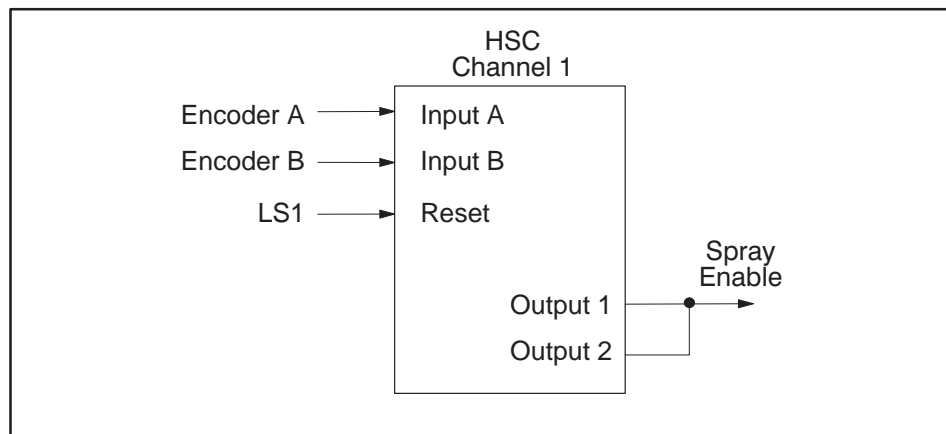 HSC
Channel 1
Encoder A
Input A
Encoder B
Input B
LS1
Reset
Spray
Enable
Output 1
Output 2